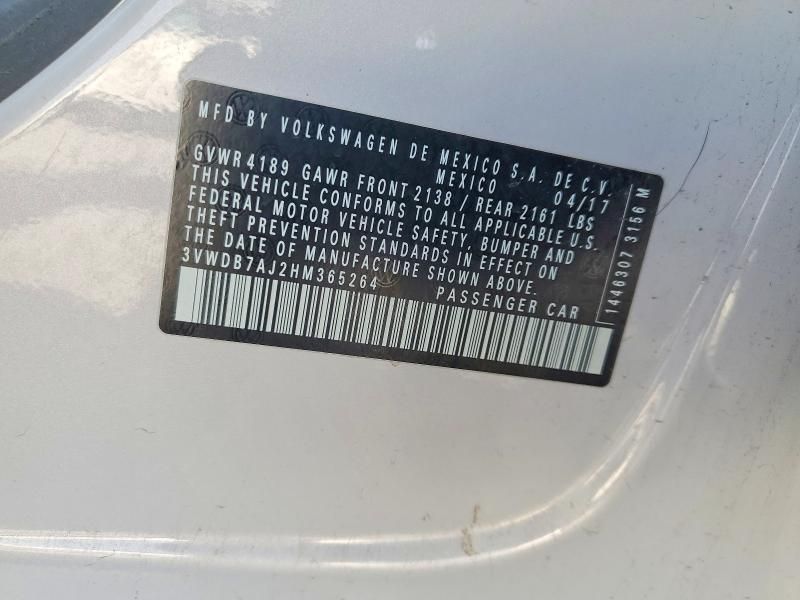 MFD BY VOLKSWAGEN DE MEXICO S.A. DE C.V.
MEXICO 04/17
GVWR 4189 GAWR FRONT 2138 / REAR 2161 LBS
THIS VEHICLE CONFORMS TO ALL APPLICABLE U.S.
FEDERAL MOTOR VEHICLE SAFETY, BUMPER AND
THEFT PREVENTION STANDARDS IN EFFECT ON
THE DATE OF MANUFACTURE SHOWN ABOVE.
3VWDB7AJ2HM365264 PASSENGER CAR
1446307 3156 M